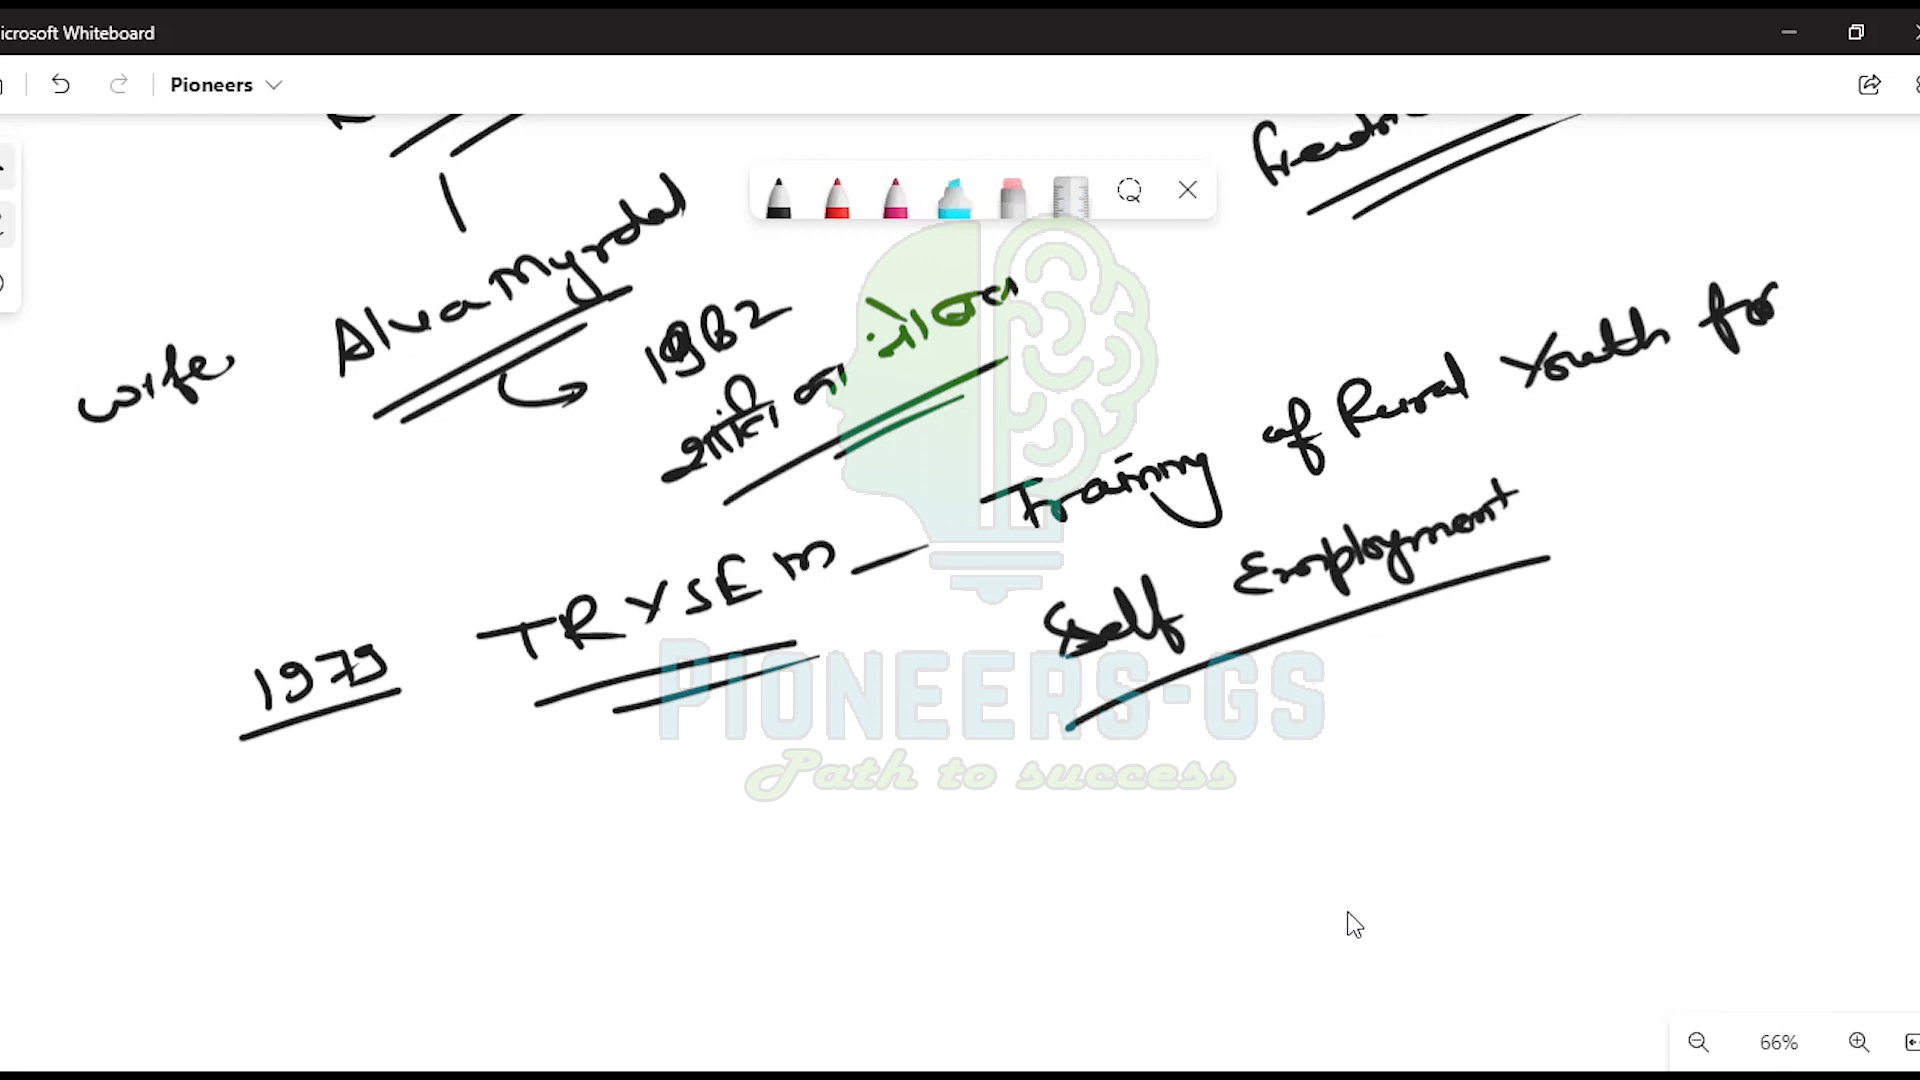 icrosoft Whiteboard
Pioneers
wife Alva Myrdal
1982
शांति का नोबेल
1979 TRYSEM — Training of Rural Youth for
Self Employment
PIONEERS-GS
Path to success
66%